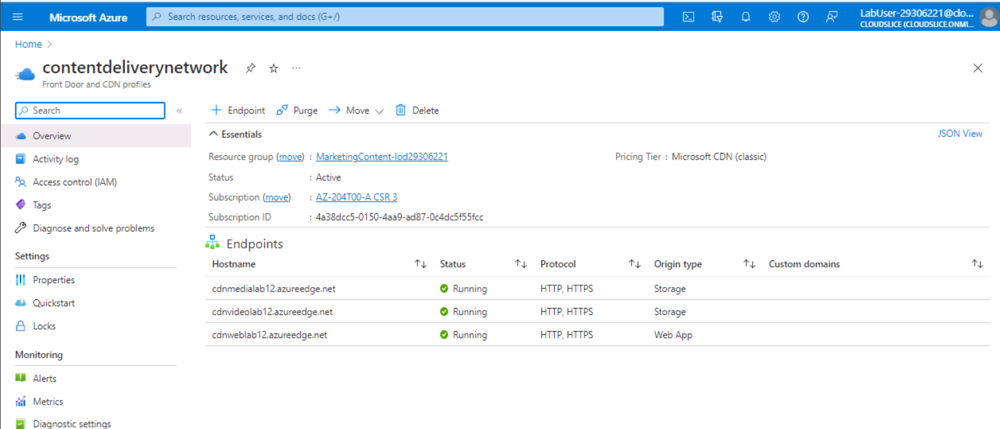 Microsoft Azure
Search resources, services, and docs (G+/)
LabUser-29306221@clo...
CLOUDSLICE (CLOUDSLICE.ONMI...
Home
contentdeliverynetwork
Front Door and CDN profiles
Search
Endpoint
Purge
Move
Delete
Overview
Activity log
Access control (IAM)
Tags
Diagnose and solve problems
Settings
Properties
Quickstart
Locks
Monitoring
Alerts
Metrics
Diagnostic settings
Essentials
JSON View
Resource group (move) : MarketingContent-lod29306221
Pricing Tier : Microsoft CDN (classic)
Status : Active
Subscription (move) : AZ-204T00-A CSR 3
Subscription ID : 4a38dcc5-0150-4aa9-ad87-0c4dc5f55fcc
Endpoints
Hostname Status Protocol Origin type Custom domains
cdnmedialab12.azureedge.net Running HTTP, HTTPS Storage
cdnvideolab12.azureedge.net Running HTTP, HTTPS Storage
cdnweblab12.azureedge.net Running HTTP, HTTPS Web App